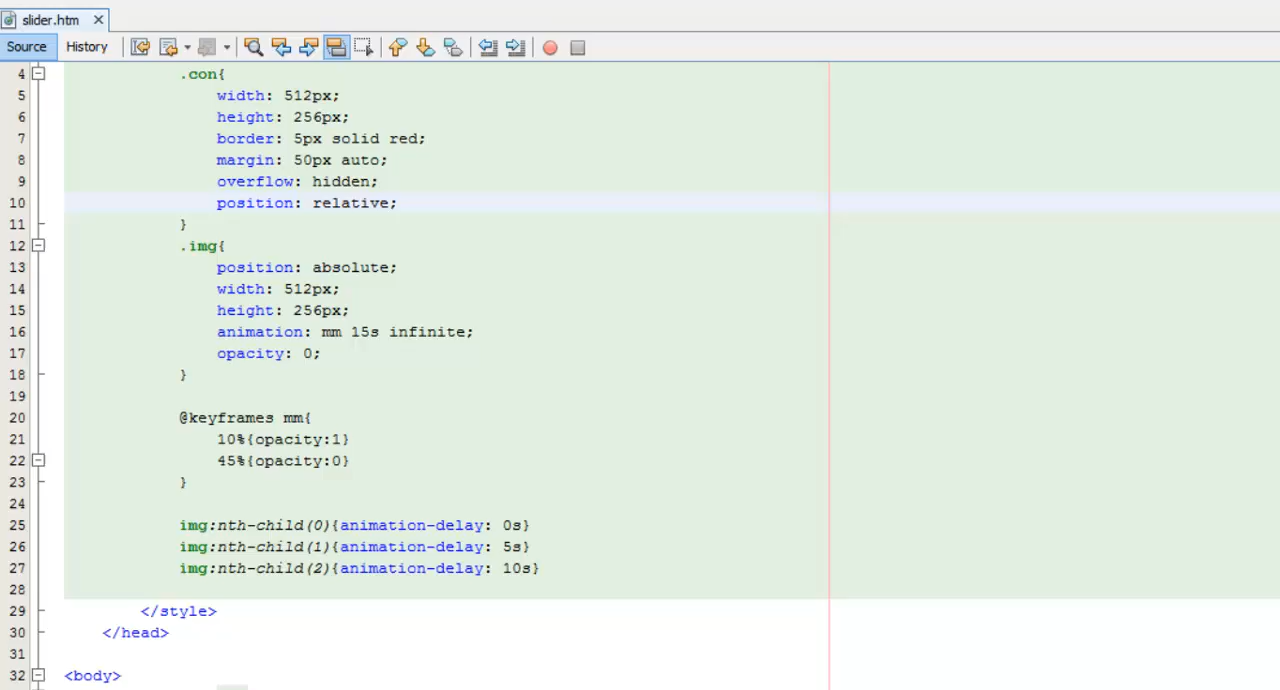 slider.htm
Source History
4 .con{
5 width: 512px;
6 height: 256px;
7 border: 5px solid red;
8 margin: 50px auto;
9 overflow: hidden;
10 position: relative;
11 }
12 .img{
13 position: absolute;
14 width: 512px;
15 height: 256px;
16 animation: mm 15s infinite;
17 opacity: 0;
18 }
19
20 @keyframes mm{
21 10%{opacity:1}
22 45%{opacity:0}
23 }
24
25 img:nth-child(0){animation-delay: 0s}
26 img:nth-child(1){animation-delay: 5s}
27 img:nth-child(2){animation-delay: 10s}
28
29 </style>
30 </head>
31
32 <body>